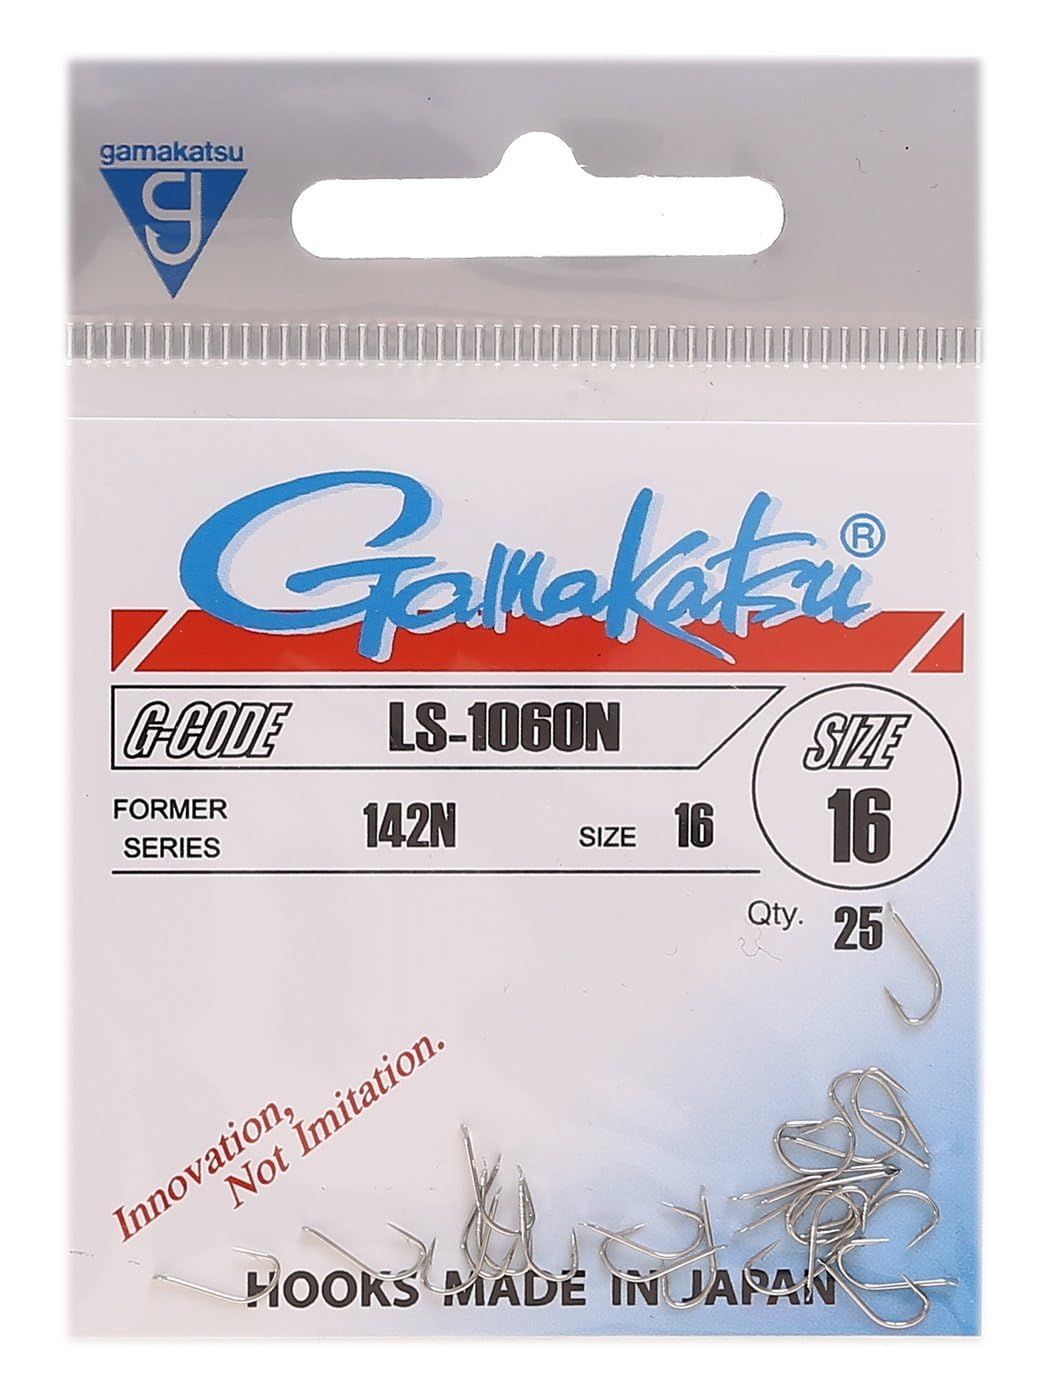 gamakatsu
g
Gamakatsu®
G-CODE LS-1060N
SIZE 16
FORMER SERIES 142N SIZE 16
Qty. 25
Innovation,
Not Imitation.
HOOKS MADE IN JAPAN